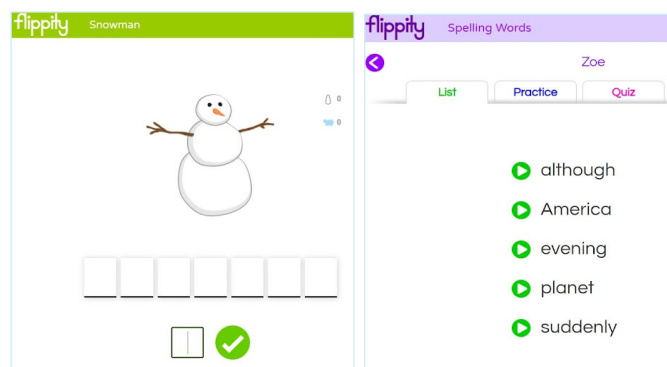 flippity Snowman
0
0
flippity Spelling Words
Zoe
List Practice Quiz
although
America
evening
planet
suddenly